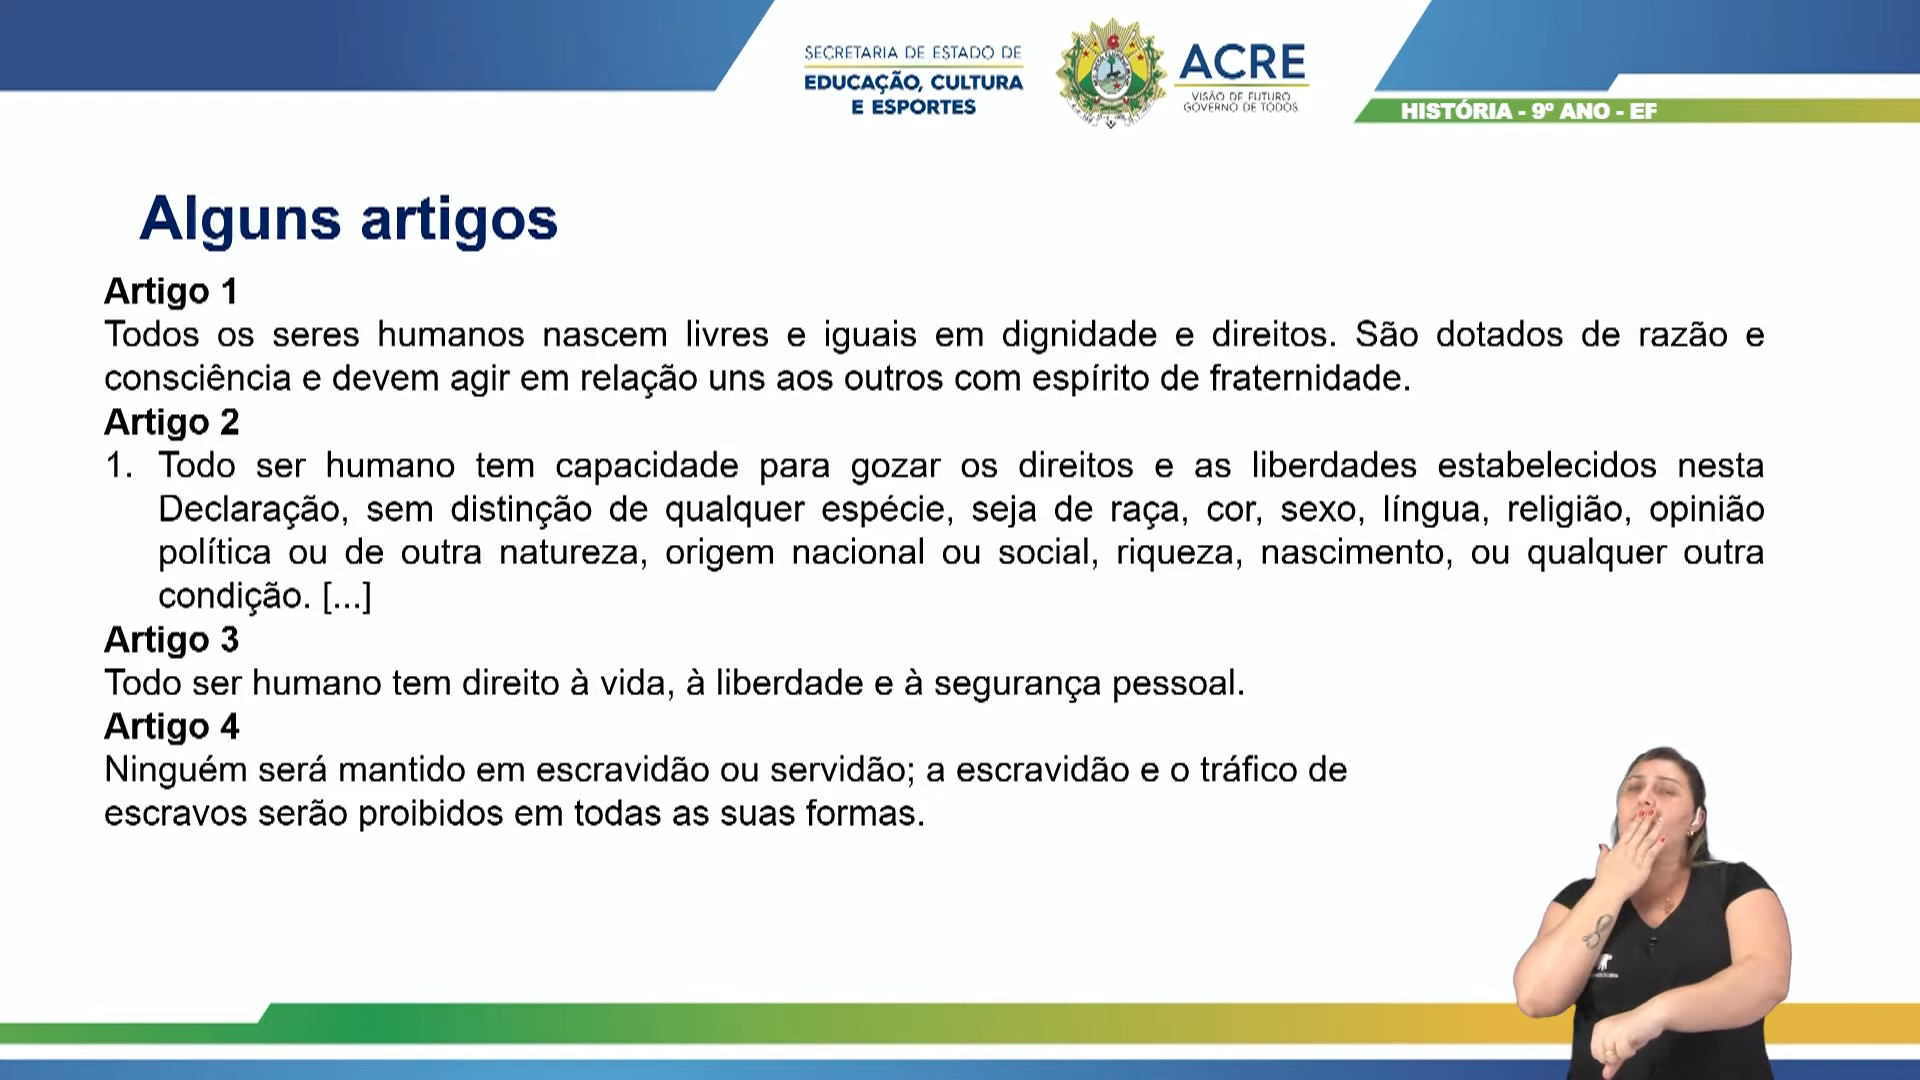 SECRETARIA DE ESTADO DE
EDUCAÇÃO, CULTURA
E ESPORTES
ACRE
VISÃO DE FUTURO
GOVERNO DE TODOS
HISTÓRIA - 9º ANO - EF
Alguns artigos
Artigo 1
Todos os seres humanos nascem livres e iguais em dignidade e direitos. São dotados de razão e
consciência e devem agir em relação uns aos outros com espírito de fraternidade.
Artigo 2
1. Todo ser humano tem capacidade para gozar os direitos e as liberdades estabelecidos nesta
Declaração, sem distinção de qualquer espécie, seja de raça, cor, sexo, língua, religião, opinião
política ou de outra natureza, origem nacional ou social, riqueza, nascimento, ou qualquer outra
condição. [...]
Artigo 3
Todo ser humano tem direito à vida, à liberdade e à segurança pessoal.
Artigo 4
Ninguém será mantido em escravidão ou servidão; a escravidão e o tráfico de
escravos serão proibidos em todas as suas formas.